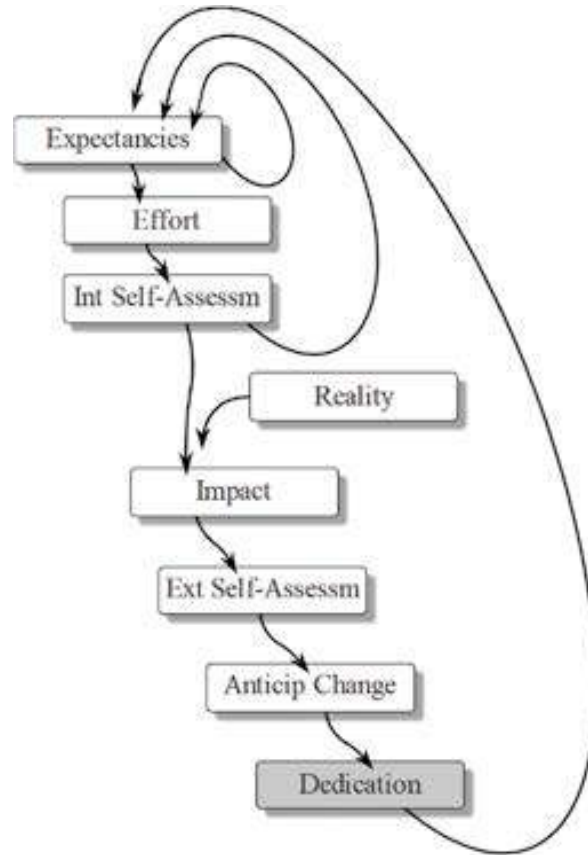 Expectancies
Effort
Int Self-Assessm
Reality
Impact
Ext Self-Assessm
Anticip Change
Dedication